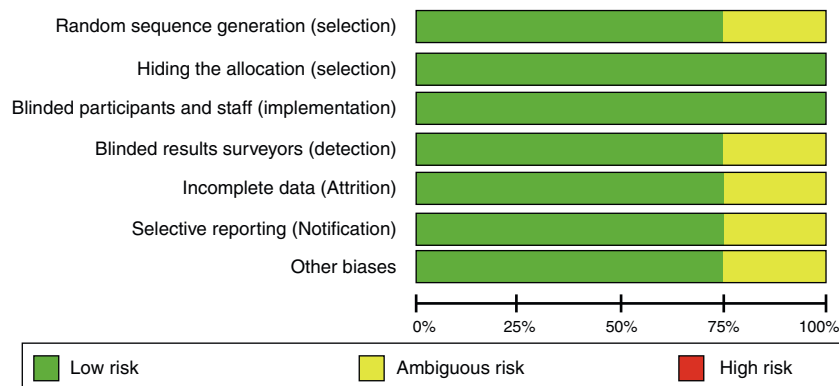 Random sequence generation (selection)
Hiding the allocation (selection)
Blinded participants and staff (implementation)
Blinded results surveyors (detection)
Incomplete data (Attrition)
Selective reporting (Notification)
Other biases
0% 25% 50% 75% 100%
Low risk Ambiguous risk High risk